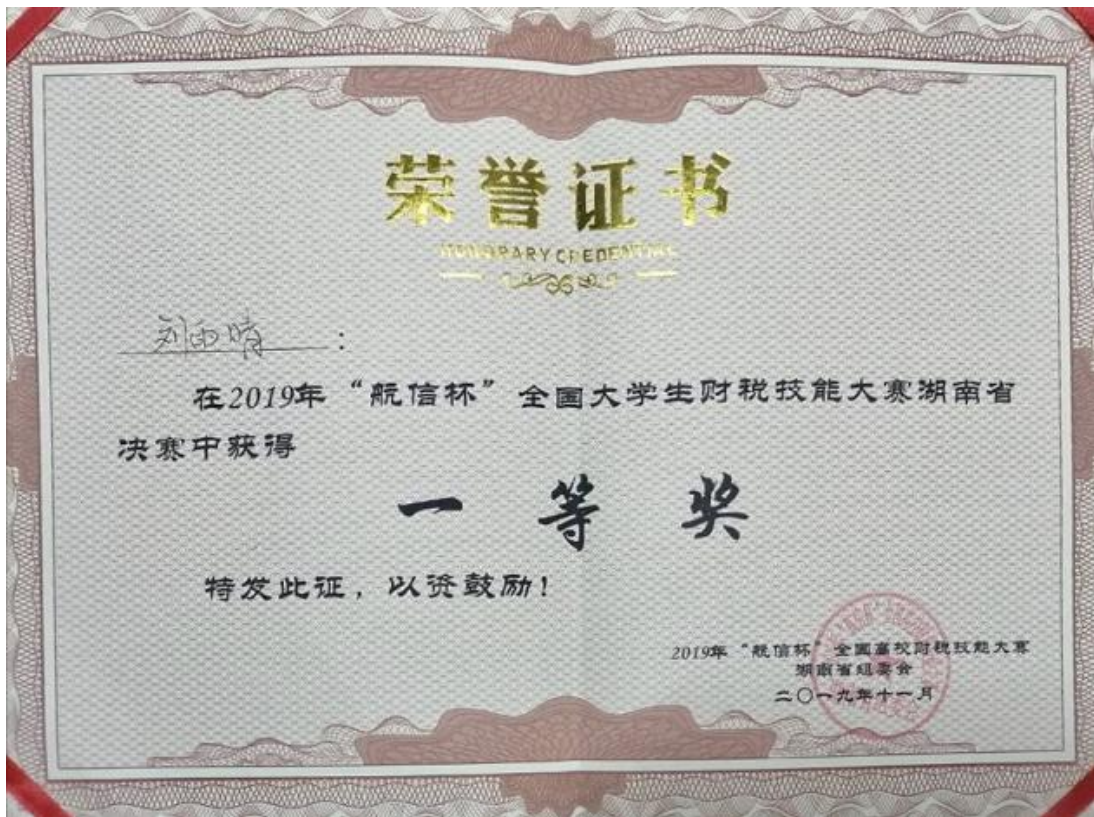 荣誉证书
HONORARY CREDENTIAL
刘雨晴：
在2019年“航信杯”全国大学生财税技能大赛湖南省
决赛中获得
一等奖
特发此证，以资鼓励！
2019年“航信杯”全国高校财税技能大赛
湖南省组委会
二〇一九年十一月